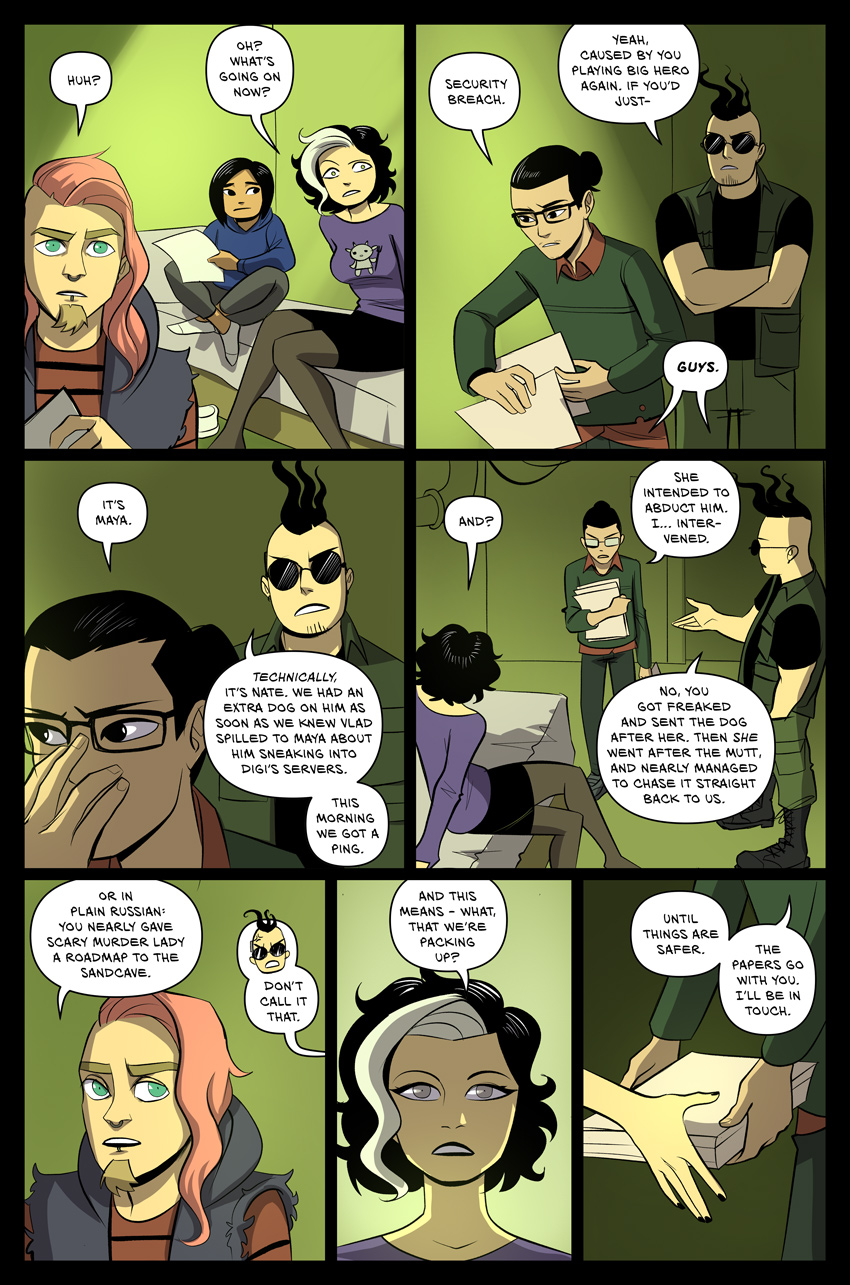 HUH?
OH?
WHAT'S
GOING ON
NOW?
SECURITY
BREACH.
YEAH,
CAUSED BY YOU
PLAYING BIG HERO
AGAIN. IF YOU'D
JUST-
GUYS.
IT'S
MAYA.
TECHNICALLY,
IT'S NATE. WE HAD AN
EXTRA DOG ON HIM AS
SOON AS WE KNEW VLAD
SPILLED TO MAYA ABOUT
HIM SNEAKING INTO
DIGI'S SERVERS.
THIS
MORNING
WE GOT A
PING.
AND?
SHE
INTENDED TO
ABDUCT HIM.
I... INTER-
VENED.
NO, YOU
GOT FREAKED
AND SENT THE DOG
AFTER HER. THEN SHE
WENT AFTER THE MUTT,
AND NEARLY MANAGED
TO CHASE IT STRAIGHT
BACK TO US.
OR IN
PLAIN RUSSIAN:
YOU NEARLY GAVE
SCARY MURDER LADY
A ROADMAP TO THE
SANDCAVE.
DON'T
CALL IT
THAT.
AND THIS
MEANS - WHAT,
THAT WE'RE
PACKING
UP?
UNTIL
THINGS ARE
SAFER.
THE
PAPERS GO
WITH YOU.
I'LL BE IN
TOUCH.